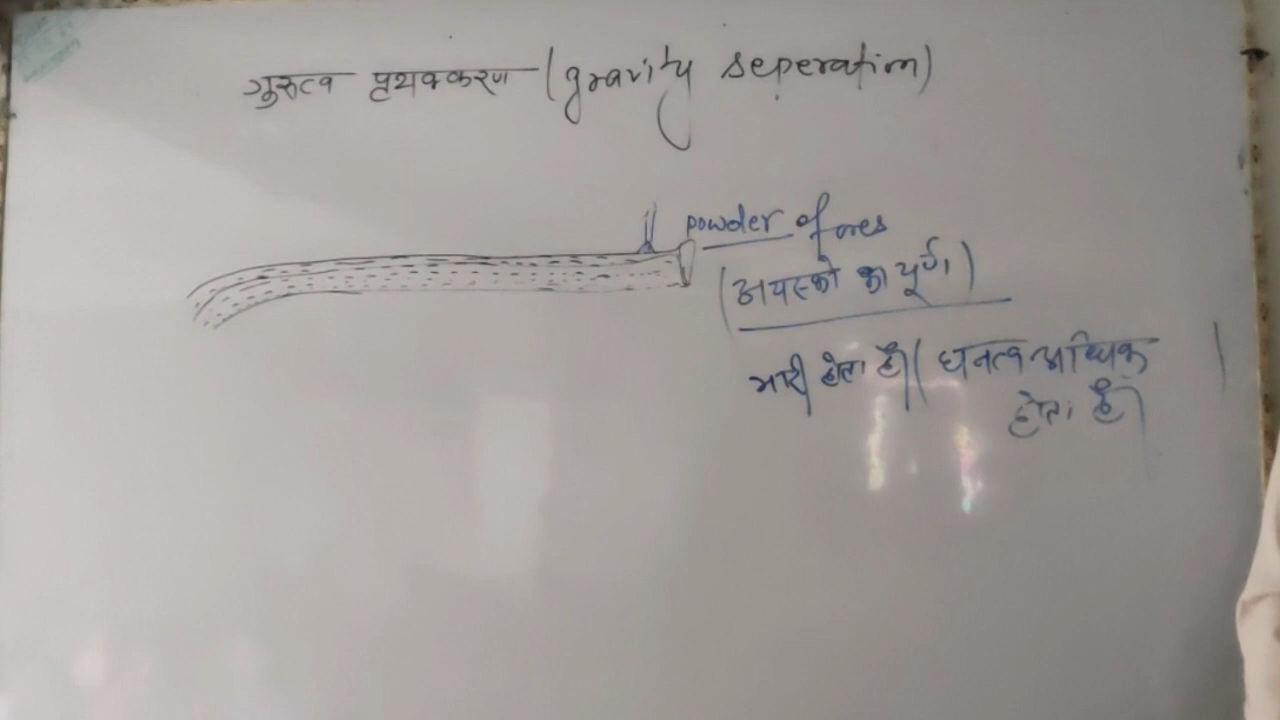 गुरुत्व पृथक्करण (gravity seperation)
powder of ores
(अयस्को का चूर्ण)
भारी होता है। (घनत्व अधिक
होता है)